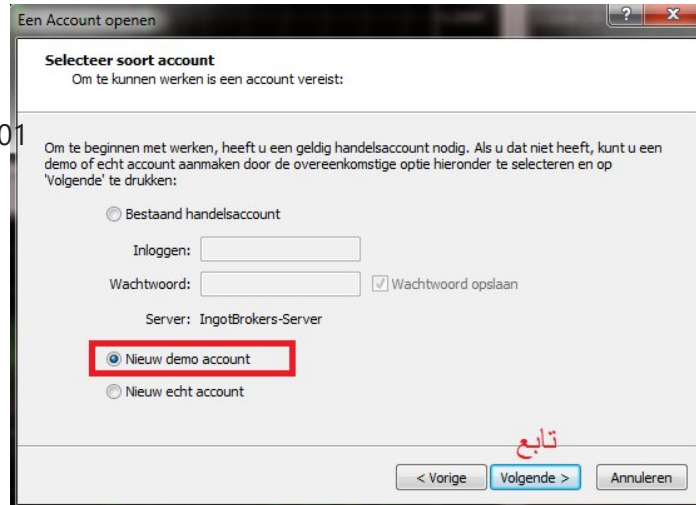 Een Account openen
? X
Selecteer soort account
Om te kunnen werken is een account vereist:
01
Om te beginnen met werken, heeft u een geldig handelsaccount nodig. Als u dat niet heeft, kunt u een
demo of echt account aanmaken door de overeenkomstige optie hieronder te selecteren en op
'Volgende' te drukken:
Bestaand handelsaccount
Inloggen:
Wachtwoord: Wachtwoord opslaan
Server: IngotBrokers-Server
Nieuw demo account
Nieuw echt account
تابع
< Vorige Volgende > Annuleren